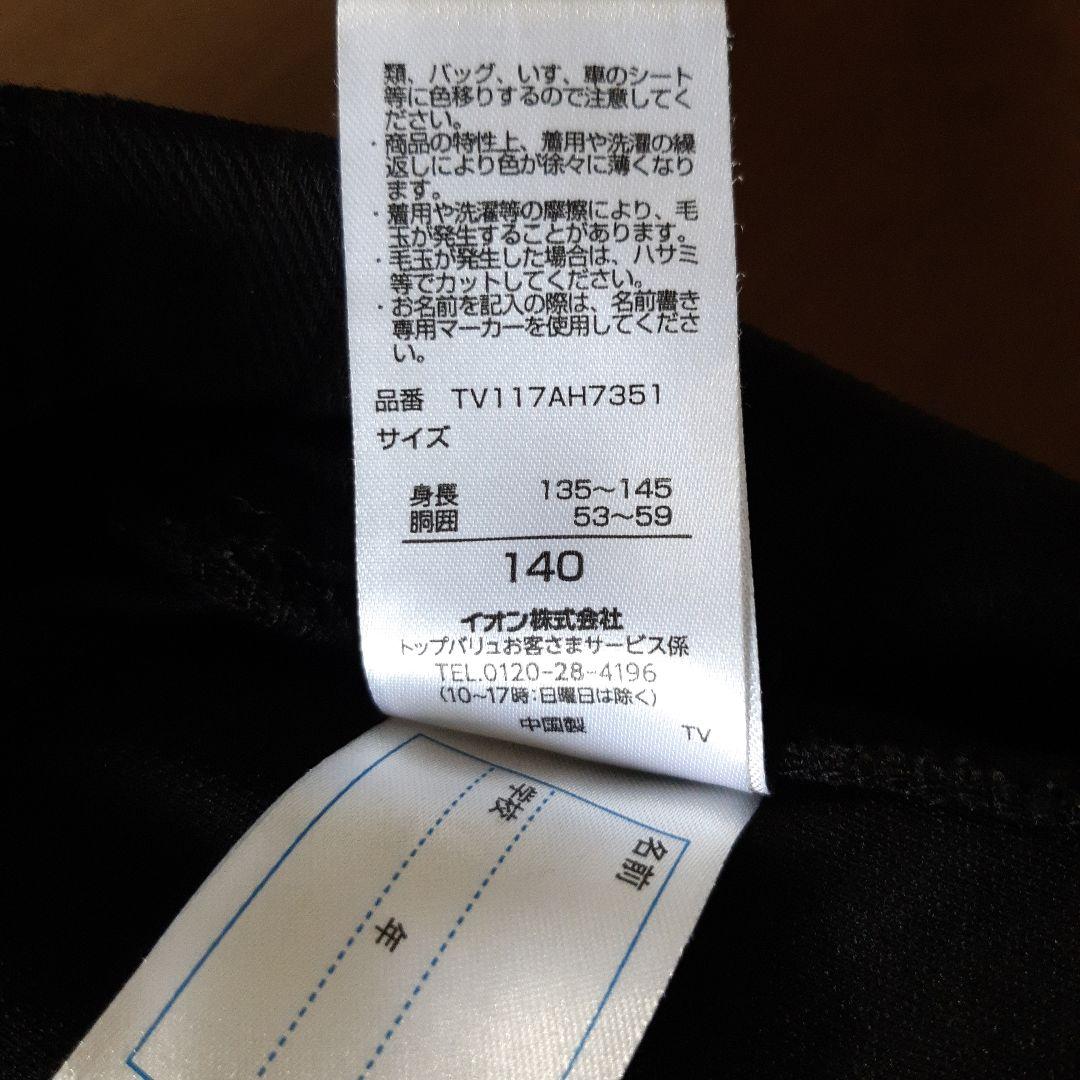 類、バッグ、いす、車のシート
等に色移りするので注意してく
ださい。
・商品の特性上、着用や洗濯の繰
返しにより色が徐々に薄くなり
ます。
・着用や洗濯等の摩擦により、毛
玉が発生することがあります。
・毛玉が発生した場合は、ハサミ
等でカットしてください。
・お名前を記入の際は、名前書き
専用マーカーを使用してくださ
い。
品番 TV117AH7351
サイズ
身長 135〜145
胴囲 53〜59
140
イオン株式会社
トップバリュお客さまサービス係
TEL.0120-28-4196
(10〜17時:日曜日は除く)
中国製 TV
学校
名前
年